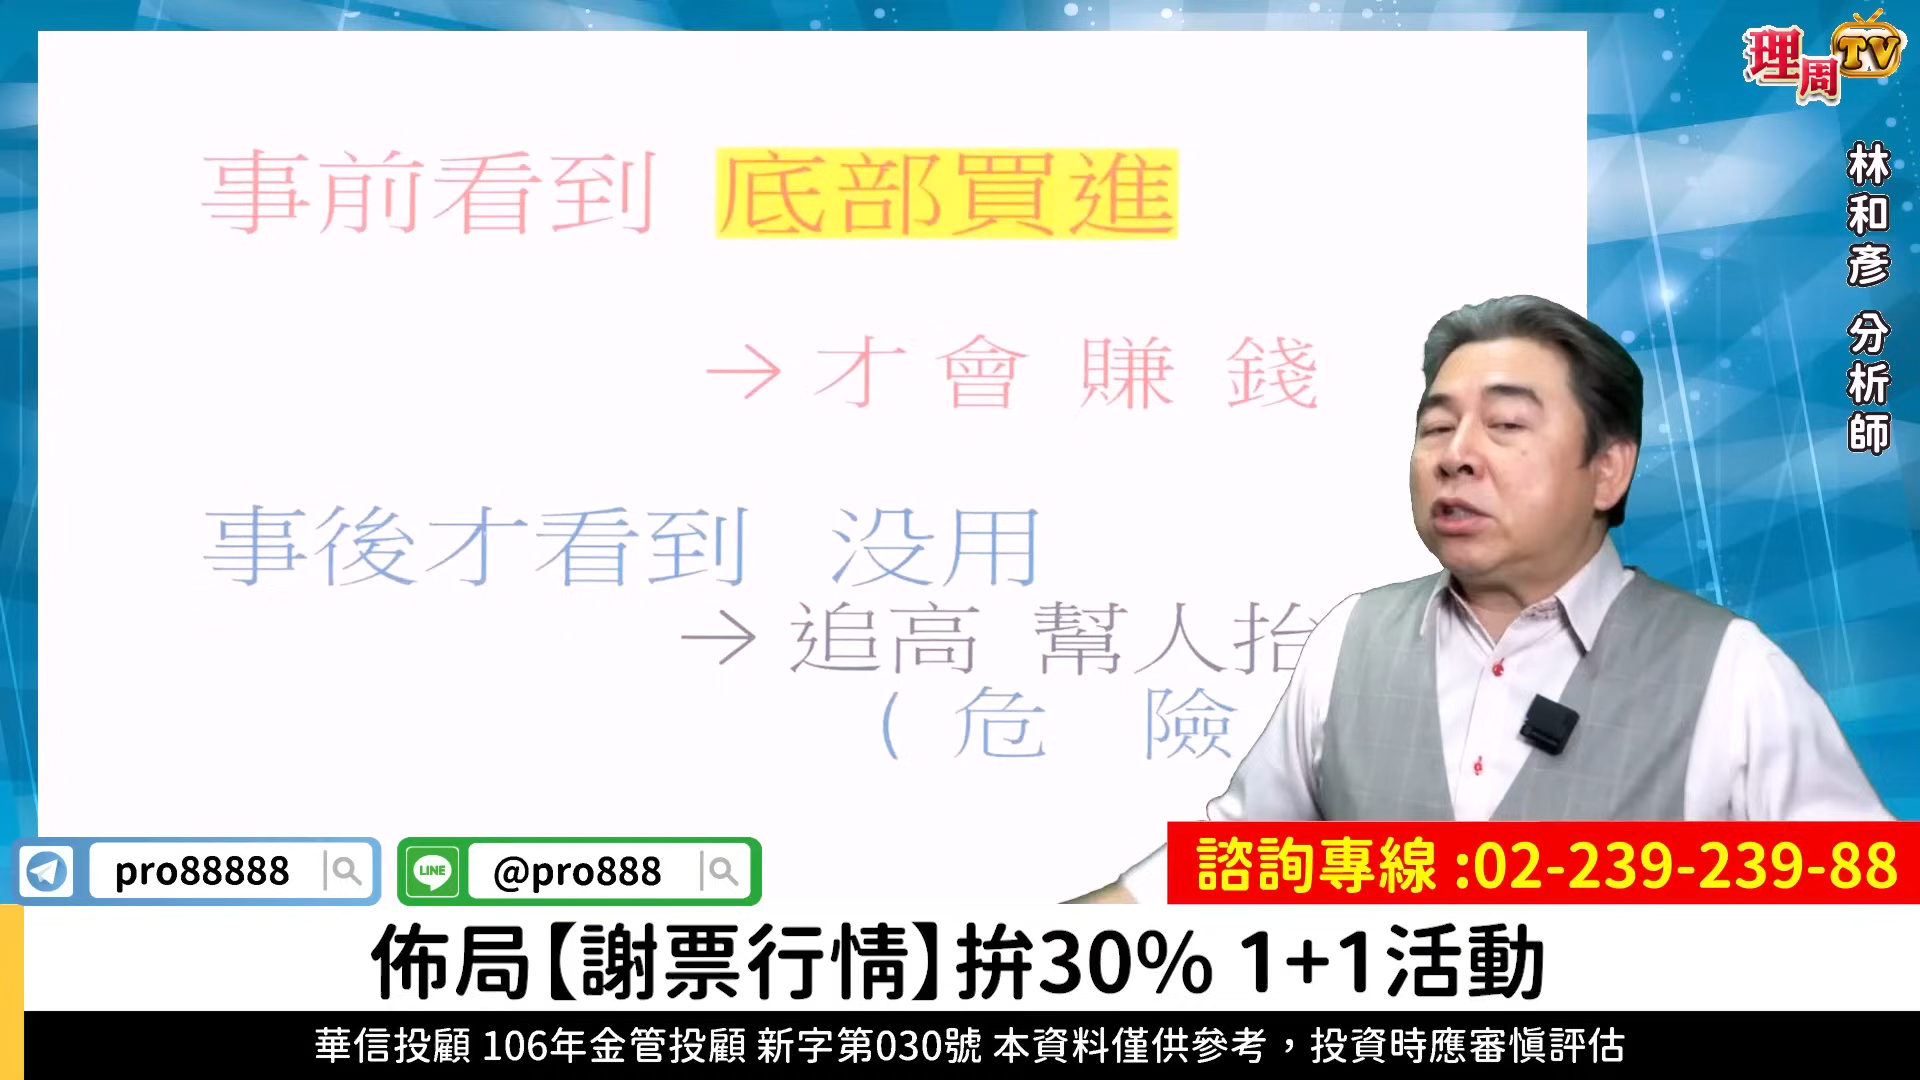 事前看到 底部買進
→ 才會賺錢
事後才看到 没用
→ 追高 幫人抬
( 危 險
理周TV
林和彥 分析師
pro88888
LINE @pro888
諮詢專線 :02-239-239-88
佈局【謝票行情】拚30% 1+1活動
華信投顧 106年金管投顧 新字第030號 本資料僅供參考，投資時應審慎評估